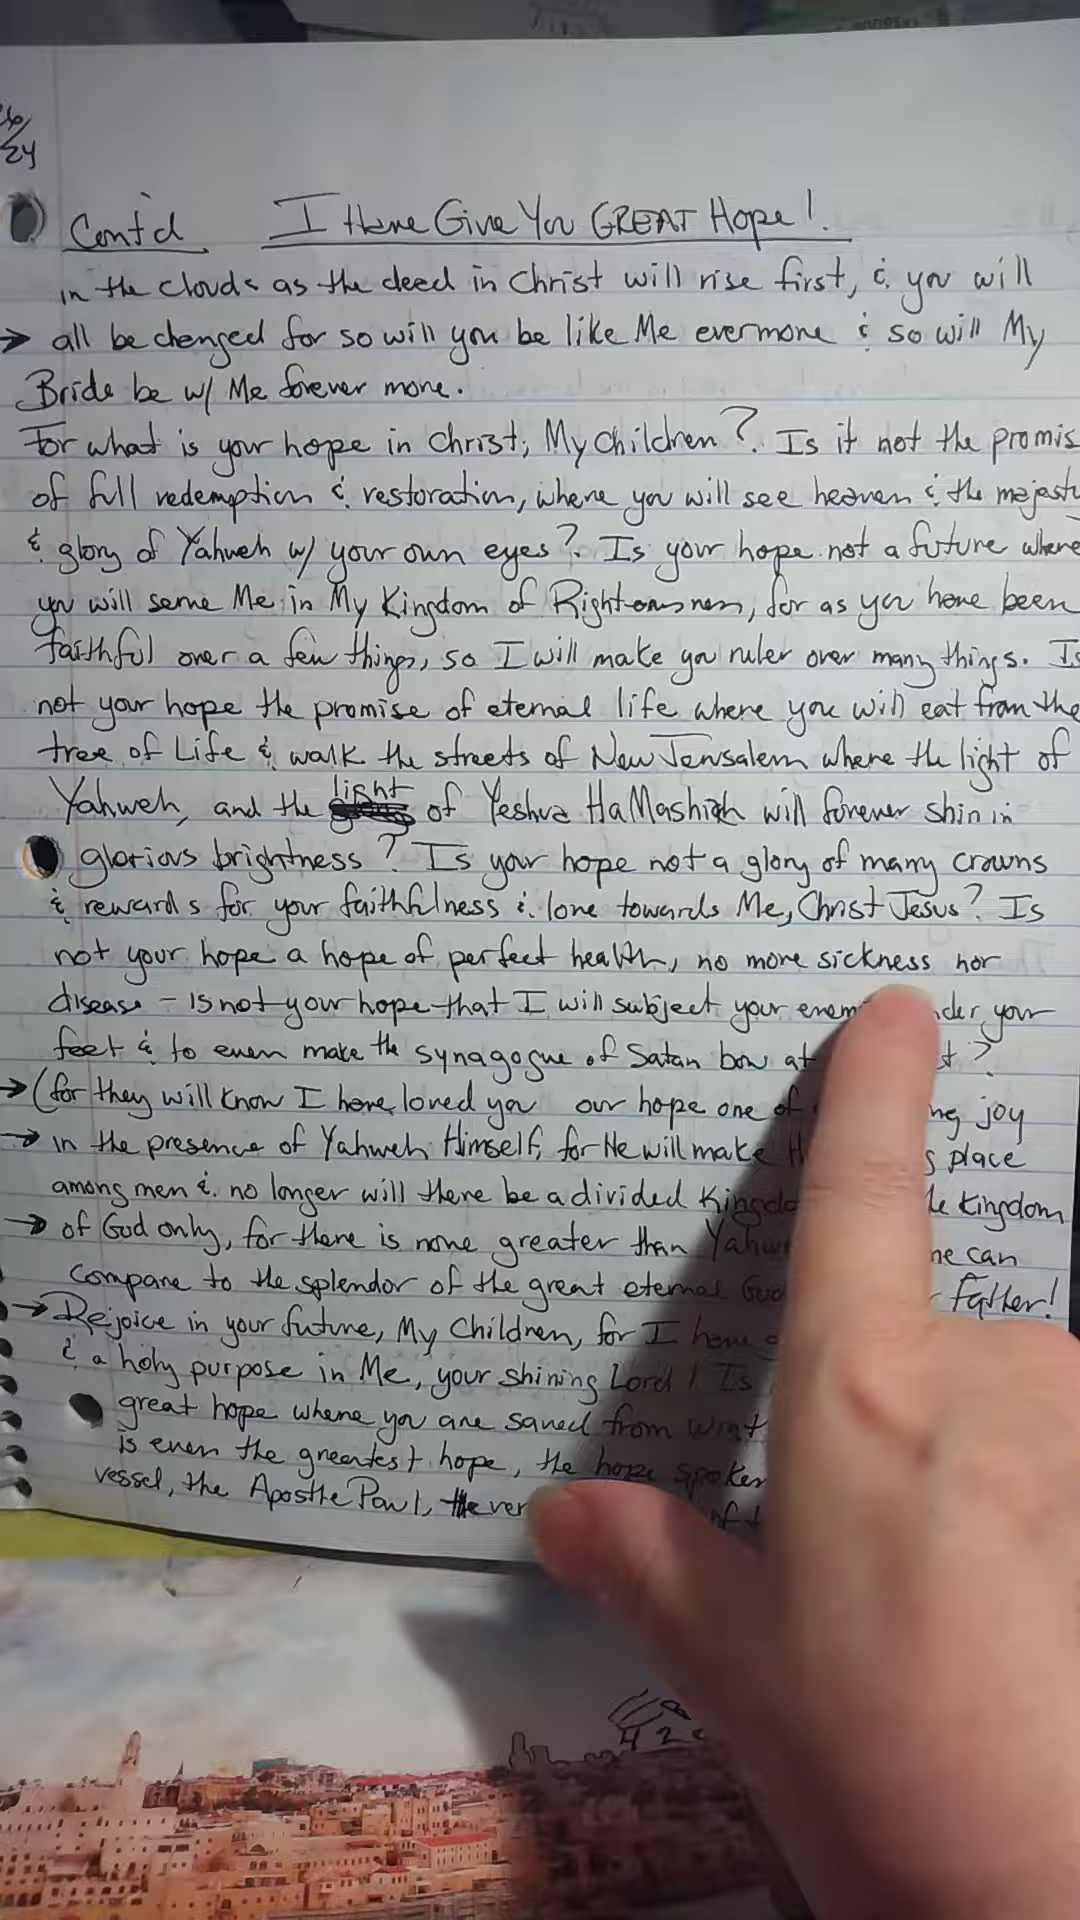 24
Cont'd I Have Give You GREAT Hope!
in the clouds as the dead in Christ will rise first, & you will
→ all be changed for so will you be like Me evermore & so will My
Bride be w/ Me forever more.
For what is your hope in Christ, My Children? Is it not the promis
of full redemption & restoration, where you will see heaven & the majesty
& glory of Yahweh w/ your own eyes? Is your hope not a future where
you will serve Me in My Kingdom of Righteousness, for as you have been
faithful over a few things, so I will make you ruler over many things. Is
not your hope the promise of eternal life where you will eat from the
tree of Life & walk the streets of New Jerusalem where the light of
Yahweh, and the light of Yeshua HaMashiach will forever shin in
glorious brightness? Is your hope not a glory of many crowns
& rewards for your faithfulness & love towards Me, Christ Jesus? Is
not your hope a hope of perfect health, no more sickness nor
disease - is not your hope that I will subject your enem nder your
feet & to even make the synagogue of Satan bow at t?
→ (for they will know I have loved you our hope one of ng joy
→ in the presence of Yahweh Himself, for He will make H s place
among men & no longer will there be a divided Kingdo le Kingdom
→ of God only, for there is none greater than Yahw ne can
compare to the splendor of the great eternal God Father!
→ Rejoice in your future, My Children, for I have g
& a holy purpose in Me, your shining Lord! Is
great hope where you are saved from wrat
is even the greatest hope, the hope spoken
vessel, the Apostle Paul, the ver of t